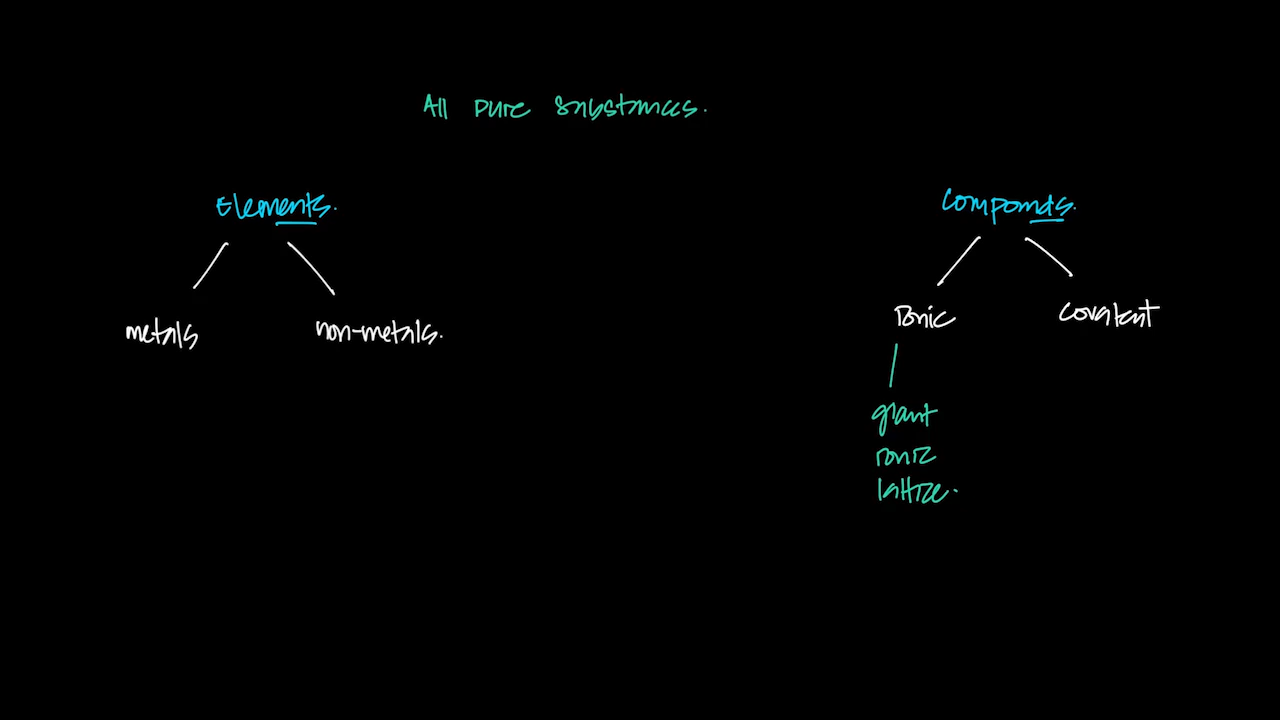 All pure substances.
Elements.
Compounds.
metals
non-metals.
Ionic
covalent
giant
ionic
lattice.